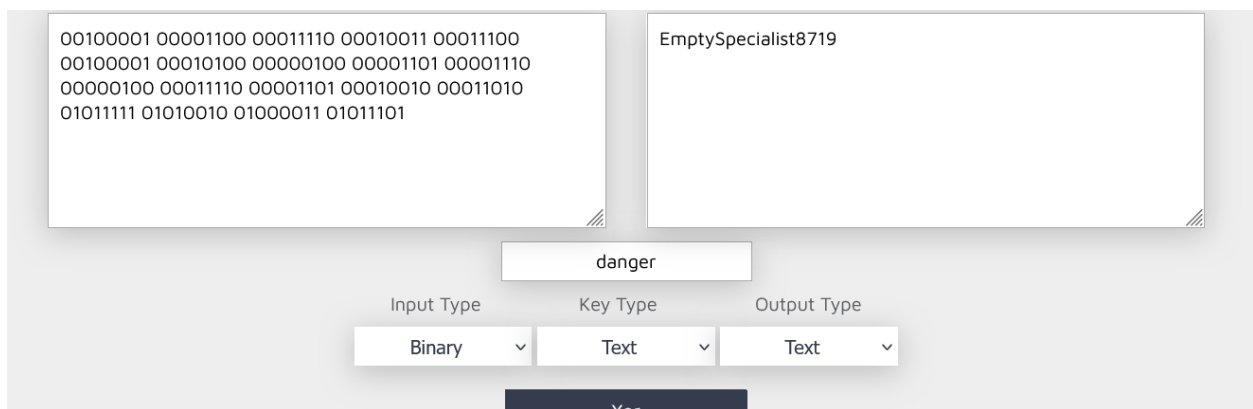 00100001 00001100 00011110 00010011 00011100
00100001 00010100 00000100 00001101 00001110
00000100 00011110 00001101 00010010 00011010
01011111 01010010 01000011 01011101
EmptySpecialist8719
danger
Input Type Key Type Output Type
Binary Text Text